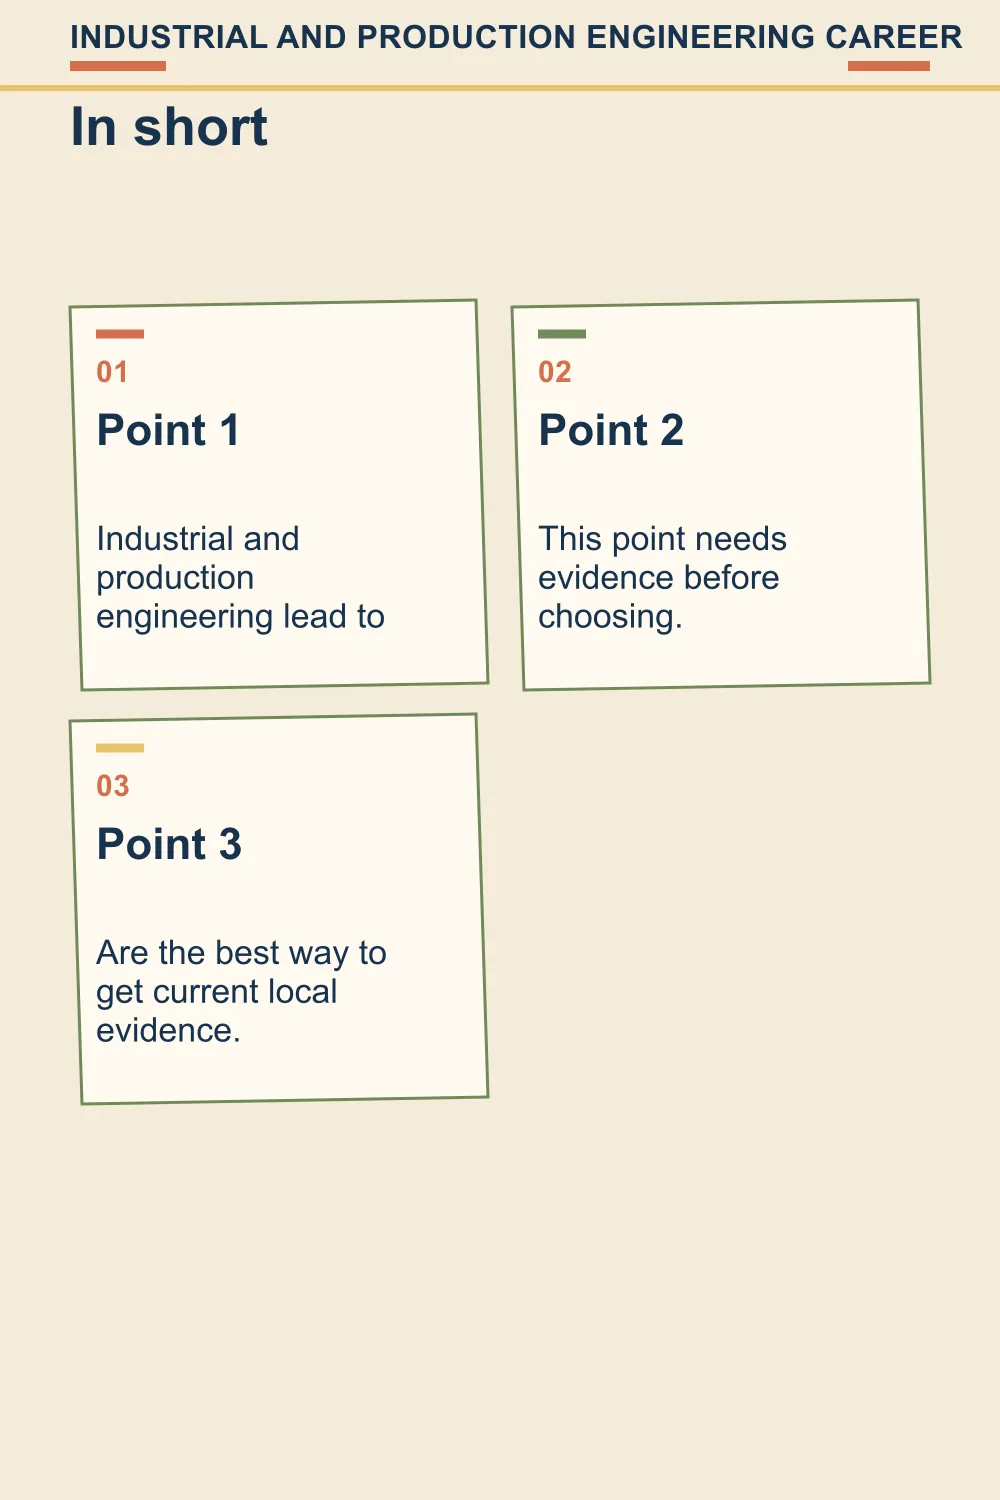 INDUSTRIAL AND PRODUCTION ENGINEERING CAREER
In short
01
Point 1
Industrial and
production
engineering lead to
02
Point 2
This point needs
evidence before
choosing.
03
Point 3
Are the best way to
get current local
evidence.